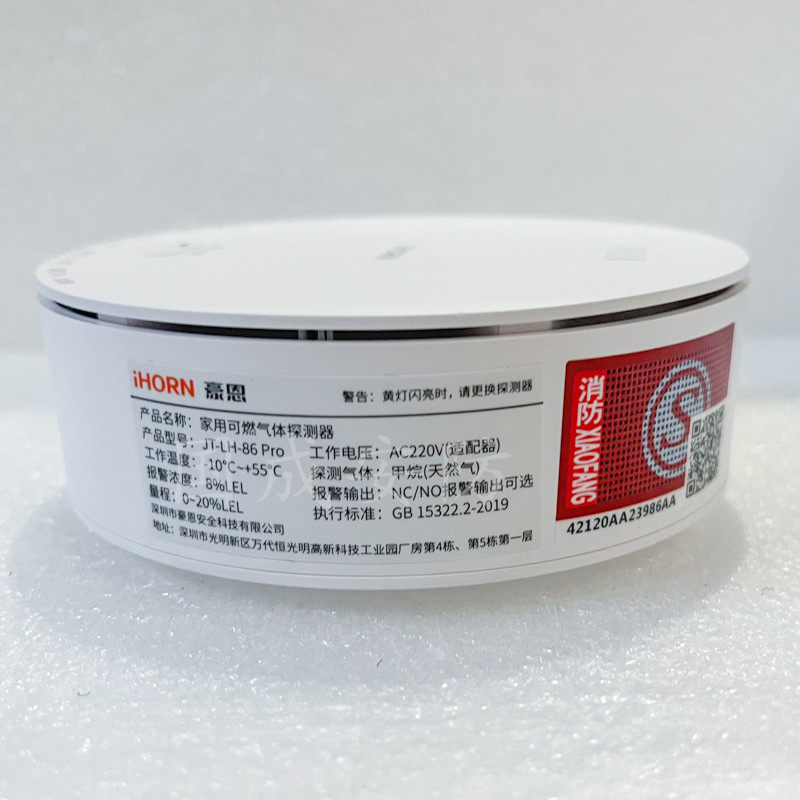 iHORN 豪恩
警告：黄灯闪亮时，请更换探测器
产品名称：家用可燃气体探测器
产品型号：JT-LH-86 Pro
工作温度：-10°C~+55°C
报警浓度：8%LEL
量程：0~20%LEL
工作电压：AC220V(适配器)
探测气体：甲烷(天然气)
报警输出：NC/NO报警输出可选
执行标准：GB 15322.2-2019
深圳市豪恩安全科技有限公司
地址：深圳市光明新区万代恒光明高新科技工业园厂房第4栋、第5栋第一层
消防 XIAOFANG
S
42120AA23986AA